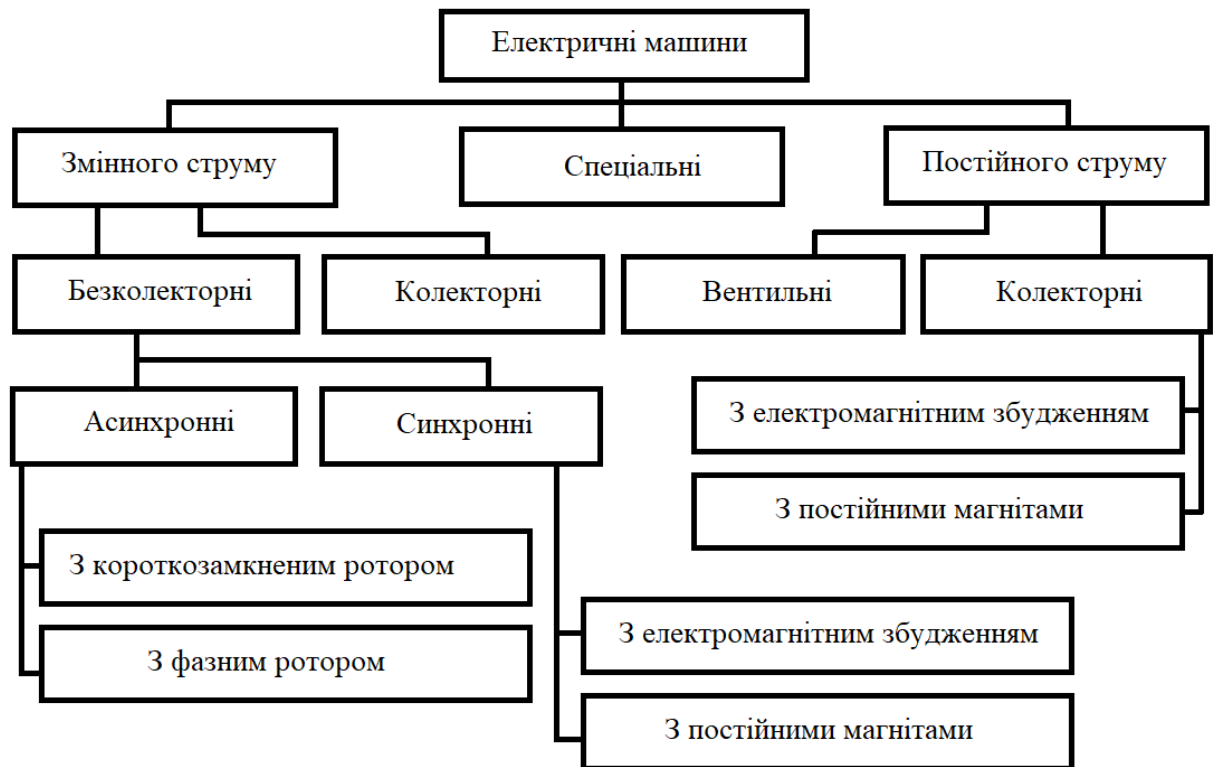 Електричні машини
Змінного струму
Спеціальні
Постійного струму
Безколекторні
Колекторні
Вентильні
Колекторні
Асинхронні
Синхронні
З електромагнітним збудженням
З постійними магнітами
З короткозамкненим ротором
З фазним ротором
З електромагнітним збудженням
З постійними магнітами